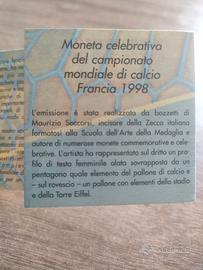 Moneta celebrativa
del campionato
mondiale di calcio
Francia 1998
L'emissione è stata realizzata da bozzetti di
Maurizio Soccorsi, incisore della Zecca italiana
formatosi alla Scuola dell'Arte della Medaglia e
autore di numerose monete commemorative e cele-
brative. L'artista ha rappresentato sul dritto un pro-
filo di testa femminile alata sovrapposta da un
pentagono quale elemento del pallone di calcio e
– sul rovescio – un pallone con elementi dello stadio
e della Torre Eiffel.